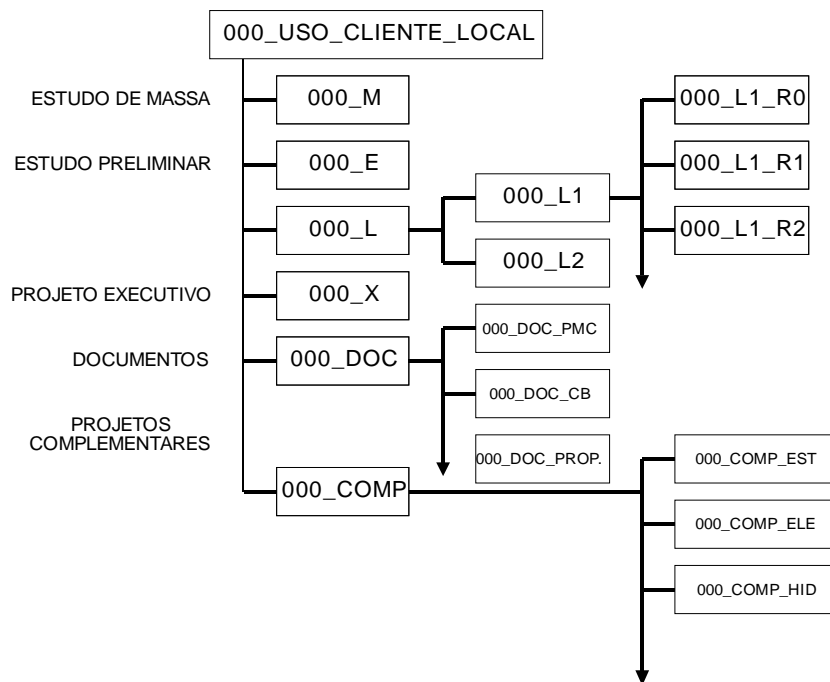 000_USO_CLIENTE_LOCAL
ESTUDO DE MASSA
000_M
000_L1_R0
ESTUDO PRELIMINAR
000_E
000_L1_R1
000_L1
000_L
000_L1_R2
000_L2
PROJETO EXECUTIVO
000_X
000_DOC_PMC
DOCUMENTOS
000_DOC
000_DOC_CB
PROJETOS
COMPLEMENTARES
000_DOC_PROP.
000_COMP_EST
000_COMP
000_COMP_ELE
000_COMP_HID